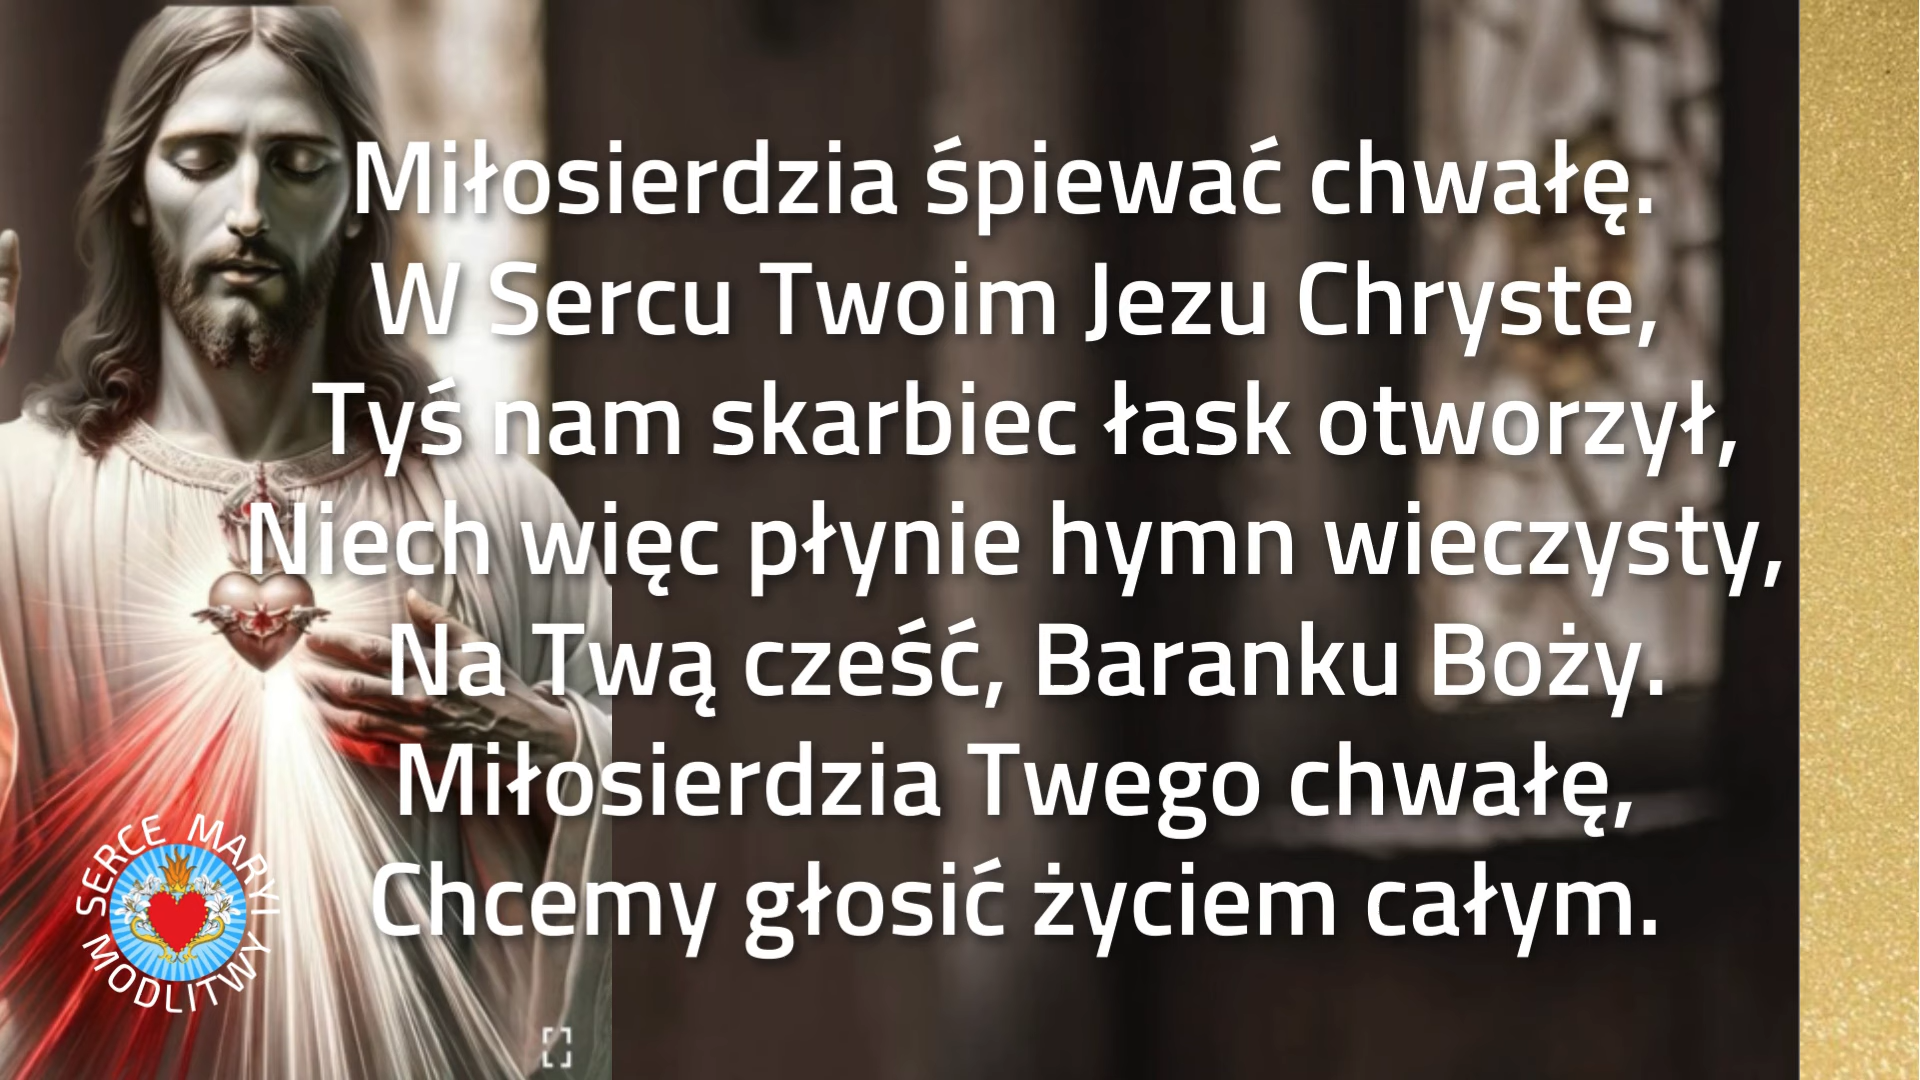 Miłosierdzia śpiewać chwałę.
W Sercu Twoim Jezu Chryste,
Tyś nam skarbiec łask otworzył,
Niech więc płynie hymn wieczysty,
Na Twą cześć, Baranku Boży.
Miłosierdzia Twego chwałę,
Chcemy głosić życiem całym.
SERCE MARYI
MODLITWY